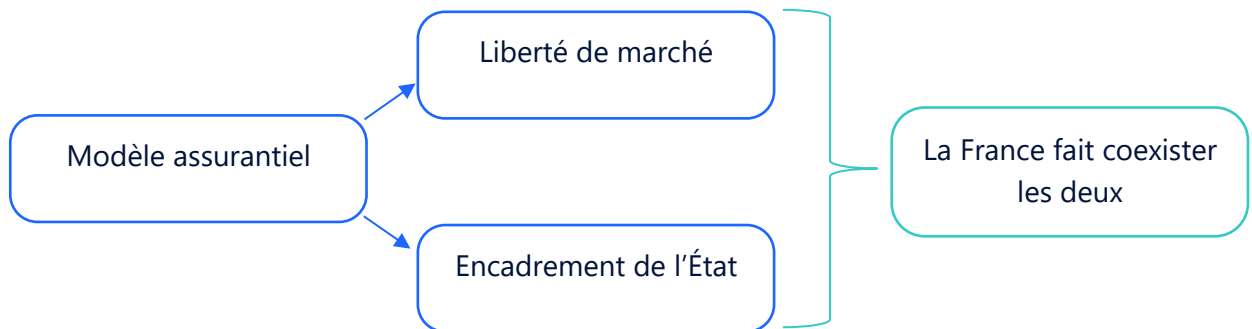 Liberté de marché
Modèle assurantiel
La France fait coexister
les deux
Encadrement de l’État